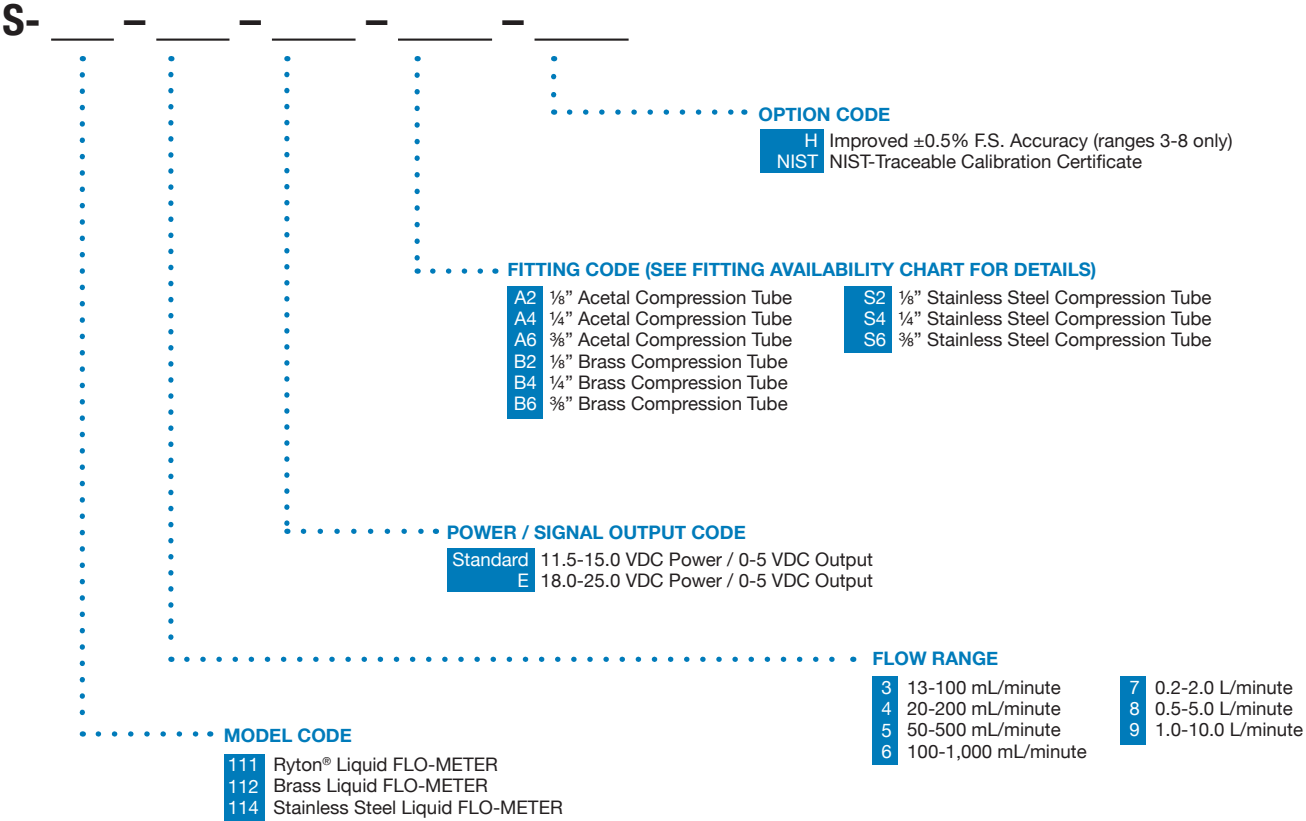 S- ___ – ___ – ___ – ___ – ___
OPTION CODE
H Improved ±0.5% F.S. Accuracy (ranges 3-8 only)
NIST NIST-Traceable Calibration Certificate
FITTING CODE (SEE FITTING AVAILABILITY CHART FOR DETAILS)
A2 ⅛” Acetal Compression Tube
A4 ¼” Acetal Compression Tube
A6 ⅜” Acetal Compression Tube
B2 ⅛” Brass Compression Tube
B4 ¼” Brass Compression Tube
B6 ⅜” Brass Compression Tube
S2 ⅛” Stainless Steel Compression Tube
S4 ¼” Stainless Steel Compression Tube
S6 ⅜” Stainless Steel Compression Tube
POWER / SIGNAL OUTPUT CODE
Standard 11.5-15.0 VDC Power / 0-5 VDC Output
E 18.0-25.0 VDC Power / 0-5 VDC Output
FLOW RANGE
3 13-100 mL/minute
4 20-200 mL/minute
5 50-500 mL/minute
6 100-1,000 mL/minute
7 0.2-2.0 L/minute
8 0.5-5.0 L/minute
9 1.0-10.0 L/minute
MODEL CODE
111 Ryton® Liquid FLO-METER
112 Brass Liquid FLO-METER
114 Stainless Steel Liquid FLO-METER